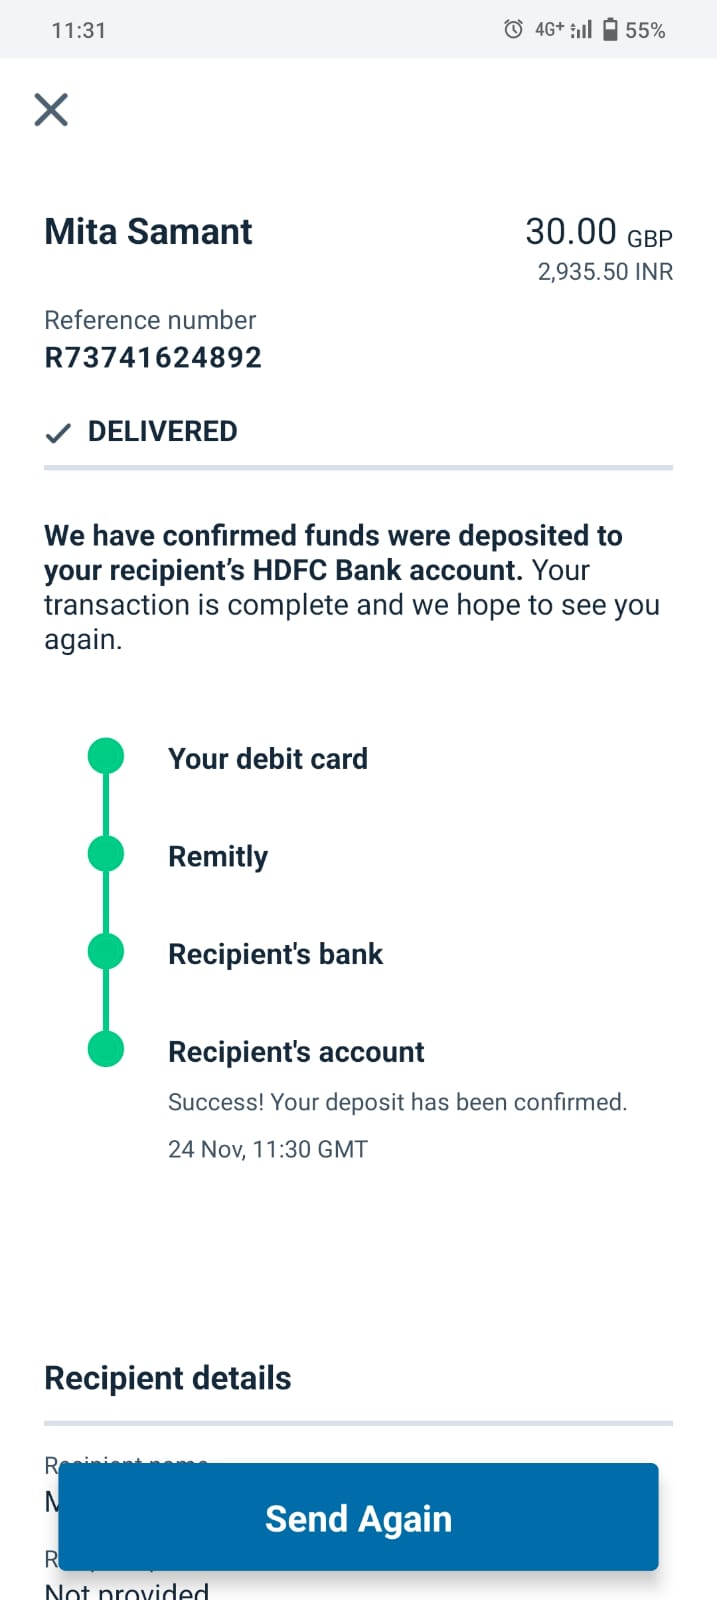 11:31
4G+ 55%
Mita Samant
30.00 GBP
2,935.50 INR
Reference number
R73741624892
DELIVERED
We have confirmed funds were deposited to
your recipient's HDFC Bank account. Your
transaction is complete and we hope to see you
again.
Your debit card
Remitly
Recipient's bank
Recipient's account
Success! Your deposit has been confirmed.
24 Nov, 11:30 GMT
Recipient details
Recipient name
Send Again
Not provided